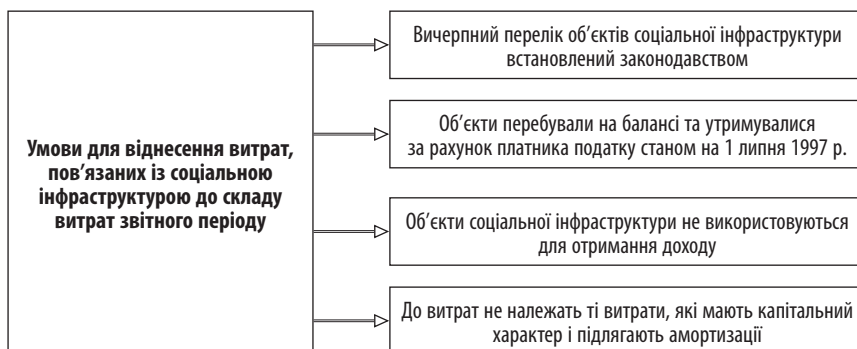 Умови для віднесення витрат,
пов’язаних із соціальною
інфраструктурою до складу
витрат звітного періоду
Вичерпний перелік об’єктів соціальної інфраструктури
встановлений законодавством
Об’єкти перебували на балансі та утримувалися
за рахунок платника податку станом на 1 липня 1997 р.
Об’єкти соціальної інфраструктури не використовуються
для отримання доходу
До витрат не належать ті витрати, які мають капітальний
характер і підлягають амортизації